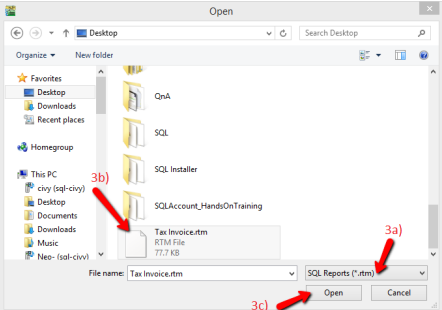 Open
Desktop
Search Desktop
Organize
New folder
Favorites
Desktop
Downloads
Recent places
Homegroup
This PC
civy (sql-civy)
Desktop
Documents
Downloads
Music
Neo- (sql-civy)
QnA
SQL
SQL Installer
SQLAccount_HandsOnTraining
3b)
Tax Invoice.rtm
RTM File
77.7 KB
3a)
File name: Tax Invoice.rtm
SQL Reports (*.rtm)
Open
Cancel
3c)